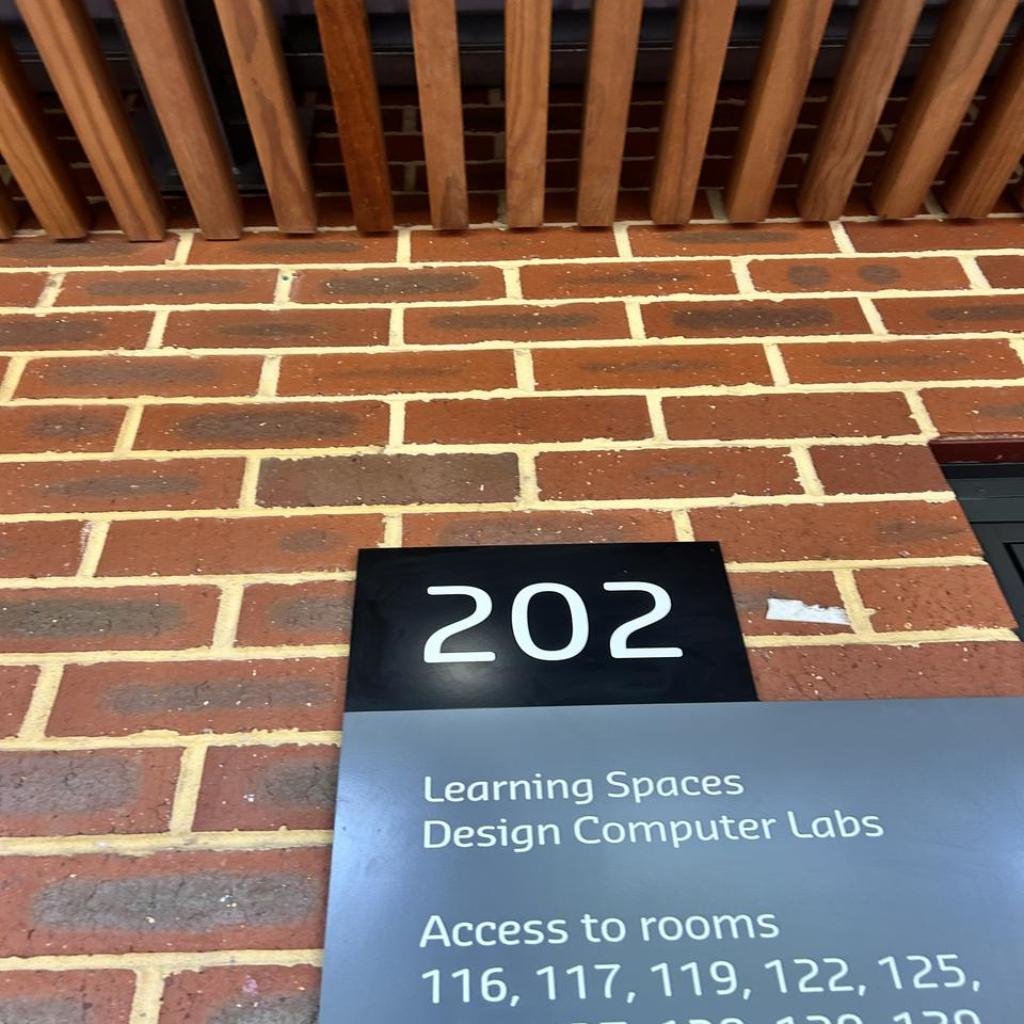 202
Learning Spaces
Design Computer Labs
Access to rooms
116, 117, 119, 122, 125,